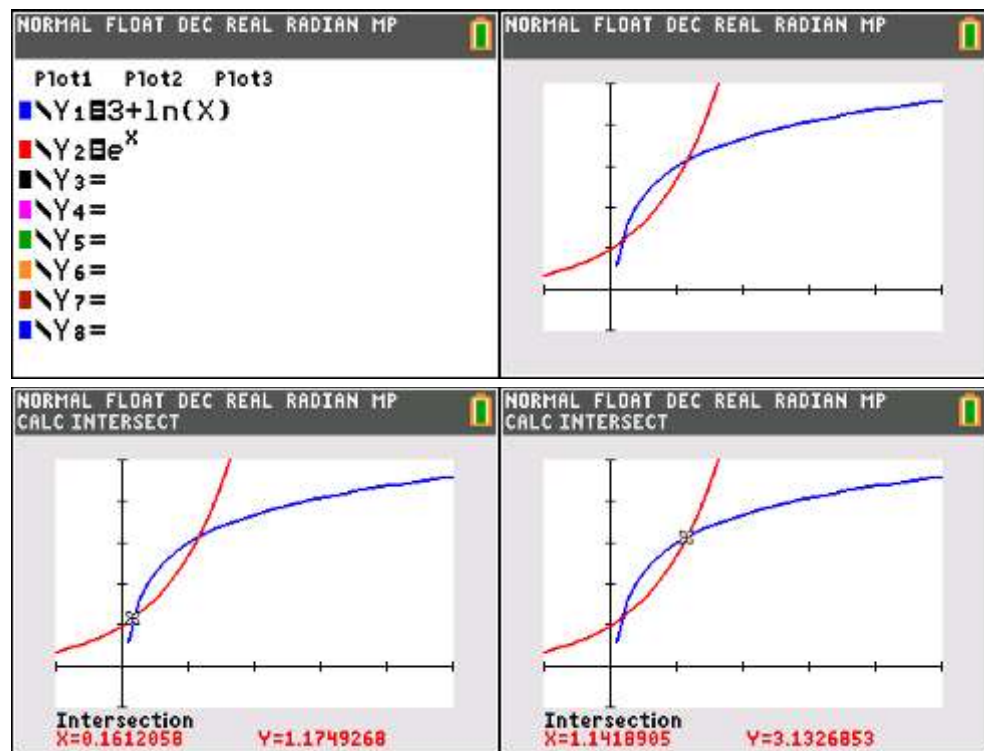 NORMAL FLOAT DEC REAL RADIAN MP
Plot1 Plot2 Plot3
\Y1=3+ln(X)
\Y2=e^X
\Y3=
\Y4=
\Y5=
\Y6=
\Y7=
\Y8=
NORMAL FLOAT DEC REAL RADIAN MP
NORMAL FLOAT DEC REAL RADIAN MP
CALC INTERSECT
Intersection
X=0.1612058 Y=1.1749268
NORMAL FLOAT DEC REAL RADIAN MP
CALC INTERSECT
Intersection
X=1.1418905 Y=3.1326853